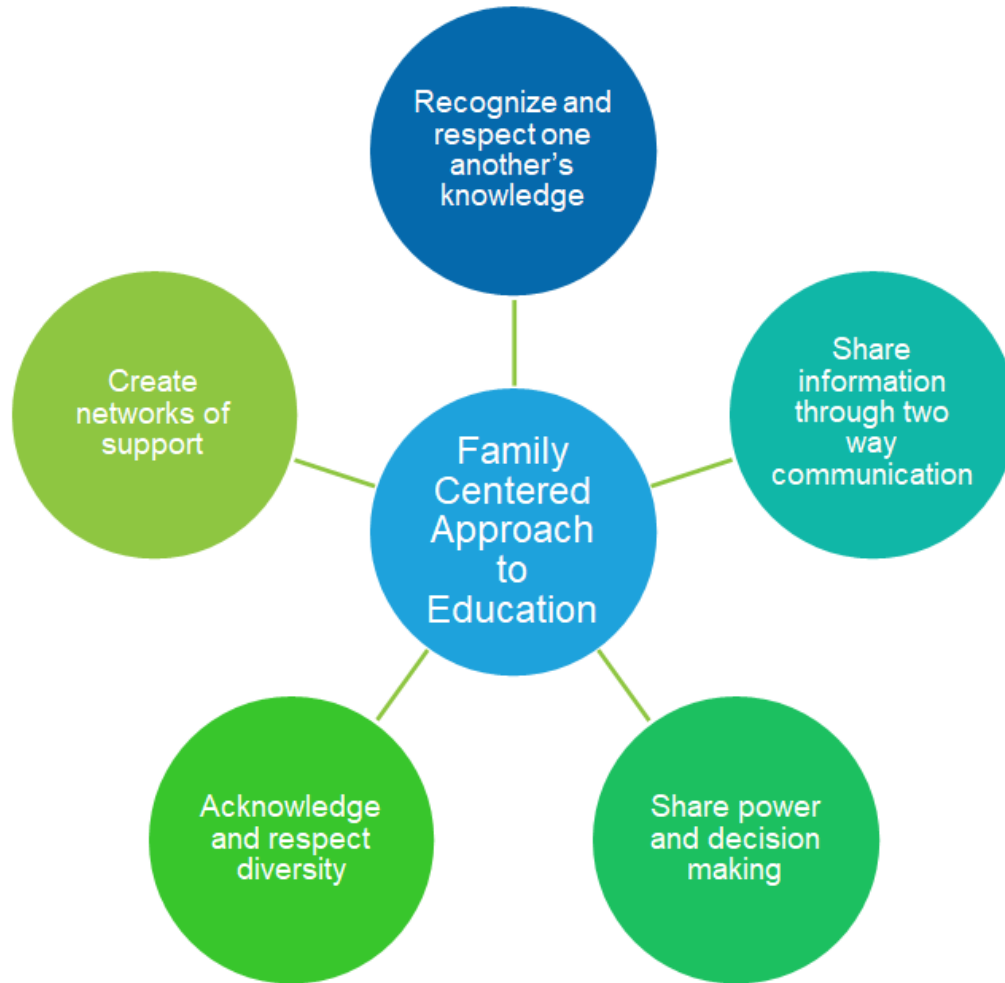 Recognize and
respect one
another’s
knowledge
Share
information
through two
way
communication
Create
networks of
support
Family
Centered
Approach
to
Education
Acknowledge
and respect
diversity
Share power
and decision
making